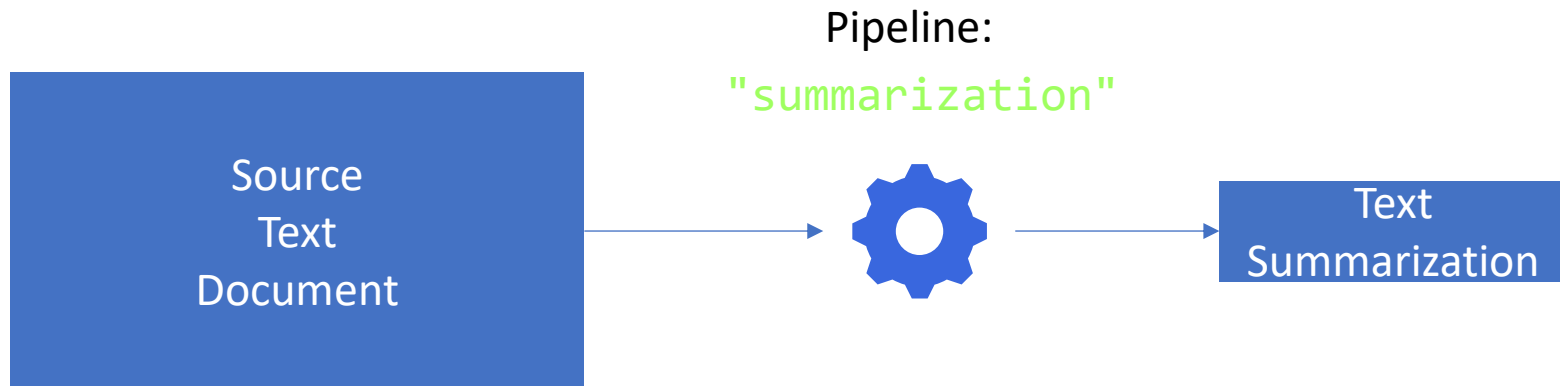 Pipeline:
"summarization"
Source
Text
Document
Text
Summarization